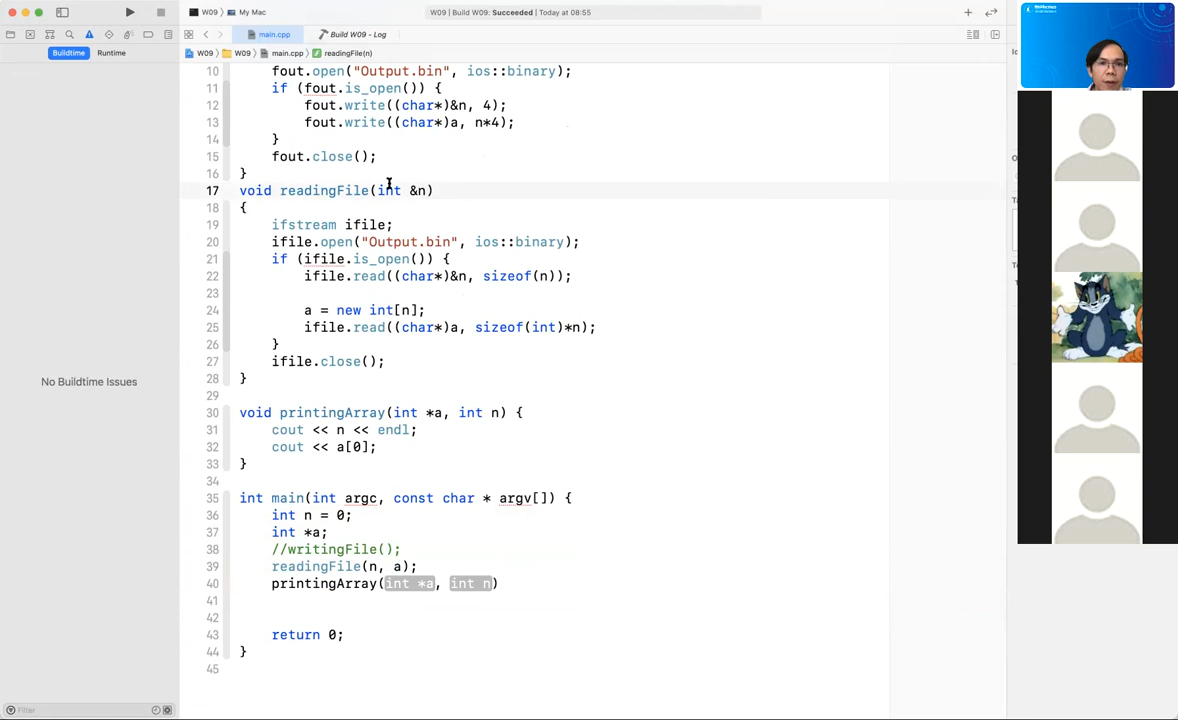 W09 | My Mac
W09 | Build W09: Succeeded | Today at 08:55
main.cpp
Build W09 - Log
Buildtime
Runtime
W09 〉 W09 〉 main.cpp 〉 readingFile(n)
10 fout.open("Output.bin", ios::binary);
11 if (fout.is_open()) {
12 fout.write((char*)&n, 4);
13 fout.write((char*)a, n*4);
14 }
15 fout.close();
16 }
17 void readingFile(int &n)
18 {
19 ifstream ifile;
20 ifile.open("Output.bin", ios::binary);
21 if (ifile.is_open()) {
22 ifile.read((char*)&n, sizeof(n));
23
24 a = new int[n];
25 ifile.read((char*)a, sizeof(int)*n);
26 }
27 ifile.close();
28 }
29
30 void printingArray(int *a, int n) {
31 cout << n << endl;
32 cout << a[0];
33 }
34
35 int main(int argc, const char * argv[]) {
36 int n = 0;
37 int *a;
38 //writingFile();
39 readingFile(n, a);
40 printingArray(int *a, int n)
41
42
43 return 0;
44 }
45
No Buildtime Issues
Filter